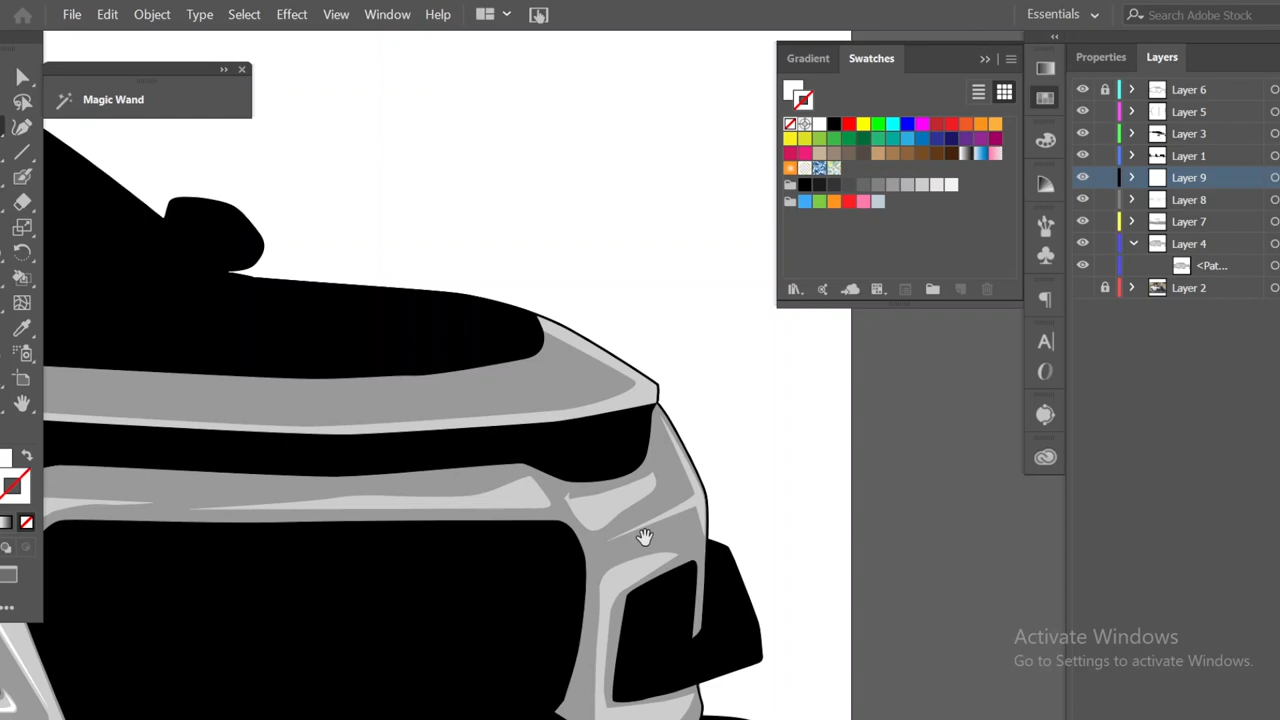 File Edit Object Type Select Effect View Window Help Essentials Search Adobe Stock
Magic Wand
Gradient Swatches
Properties Layers
Layer 6
Layer 5
Layer 3
Layer 1
Layer 9
Layer 8
Layer 7
Layer 4
<Pat...
Layer 2
Activate Windows
Go to Settings to activate Windows.